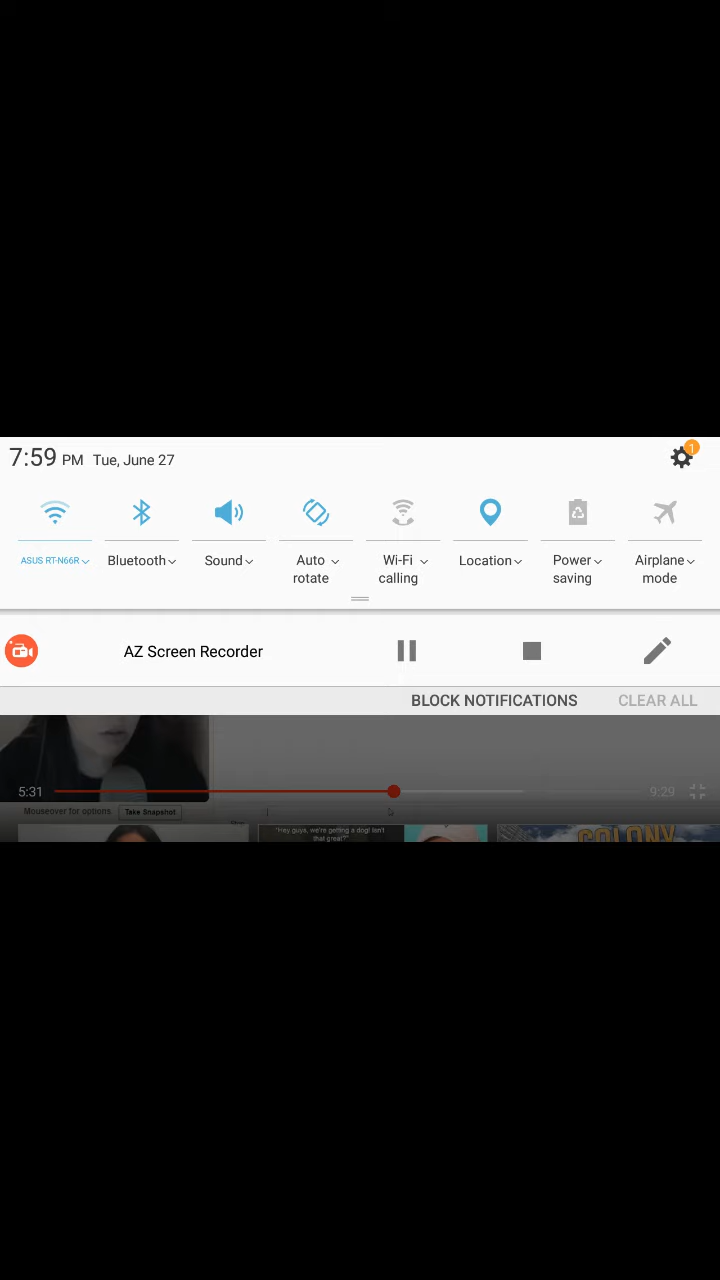 7:59 PM Tue, June 27
1
ASUS RT-N66R
Bluetooth
Sound
Auto rotate
Wi-Fi calling
Location
Power saving
Airplane mode
AZ Screen Recorder
BLOCK NOTIFICATIONS CLEAR ALL
5:31 9:29
Mouseover for options Take Snapshot
"Hey guys, we're getting a dog! Isn't
that great?"
COLONY